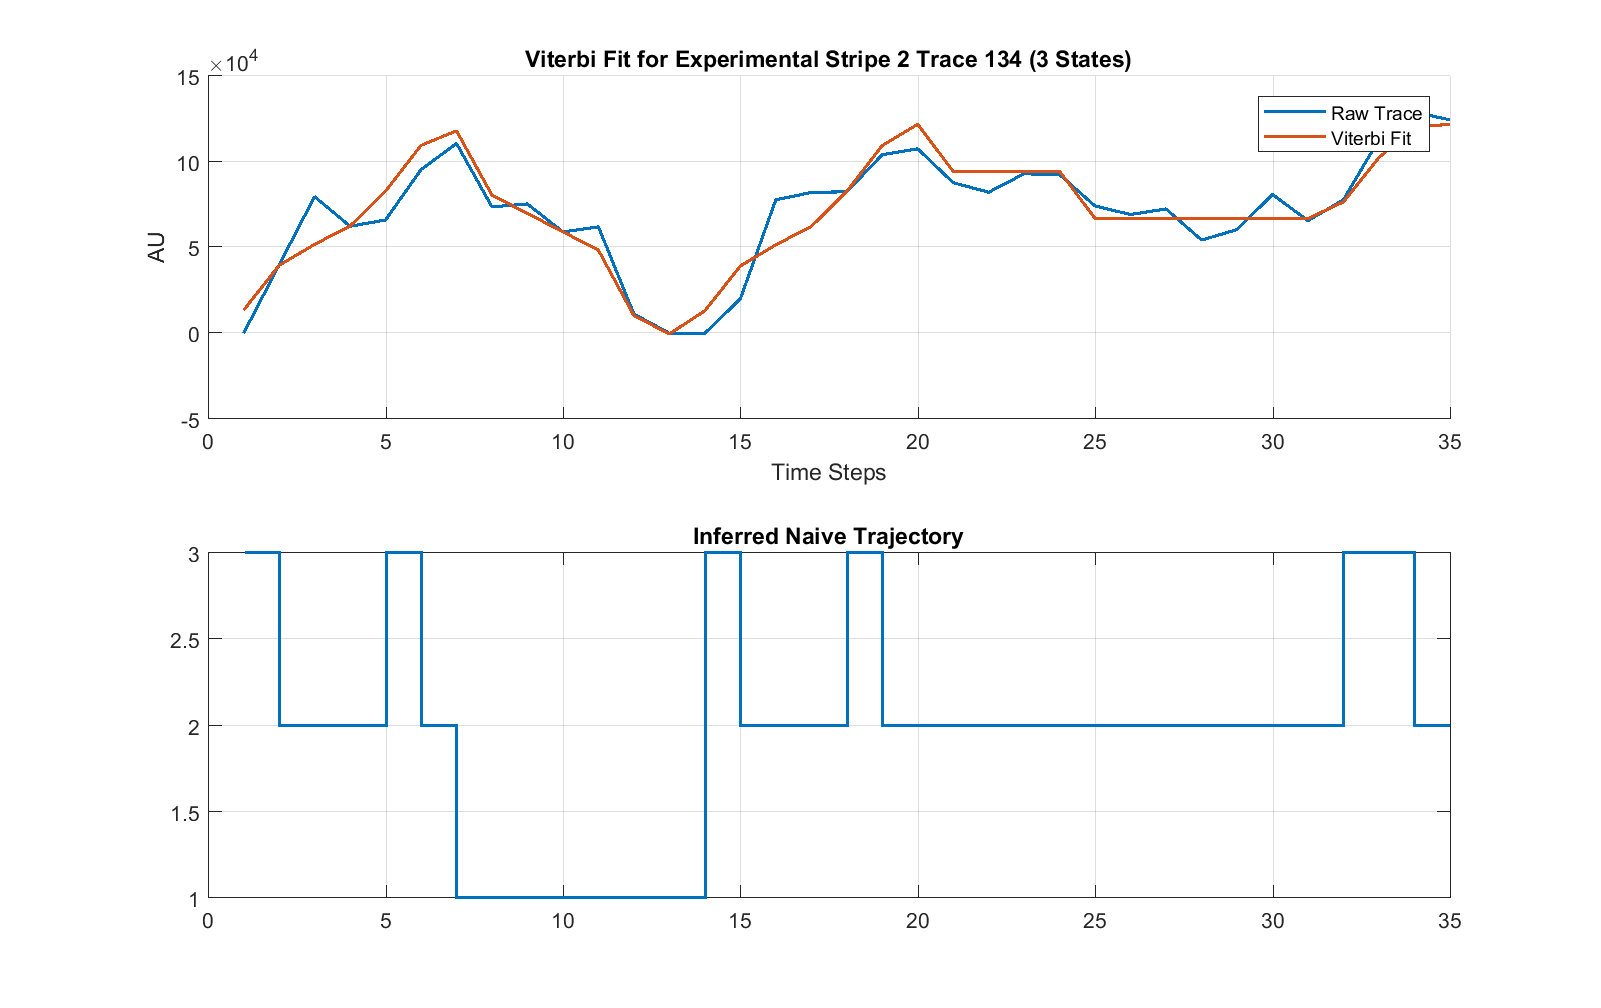 Viterbi Fit for Experimental Stripe 2 Trace 134 (3 States)
×10⁴
15
10
5
0
-5
AU
Raw Trace
Viterbi Fit
0 5 10 15 20 25 30 35
Time Steps
Inferred Naive Trajectory
3
2.5
2
1.5
1
0 5 10 15 20 25 30 35